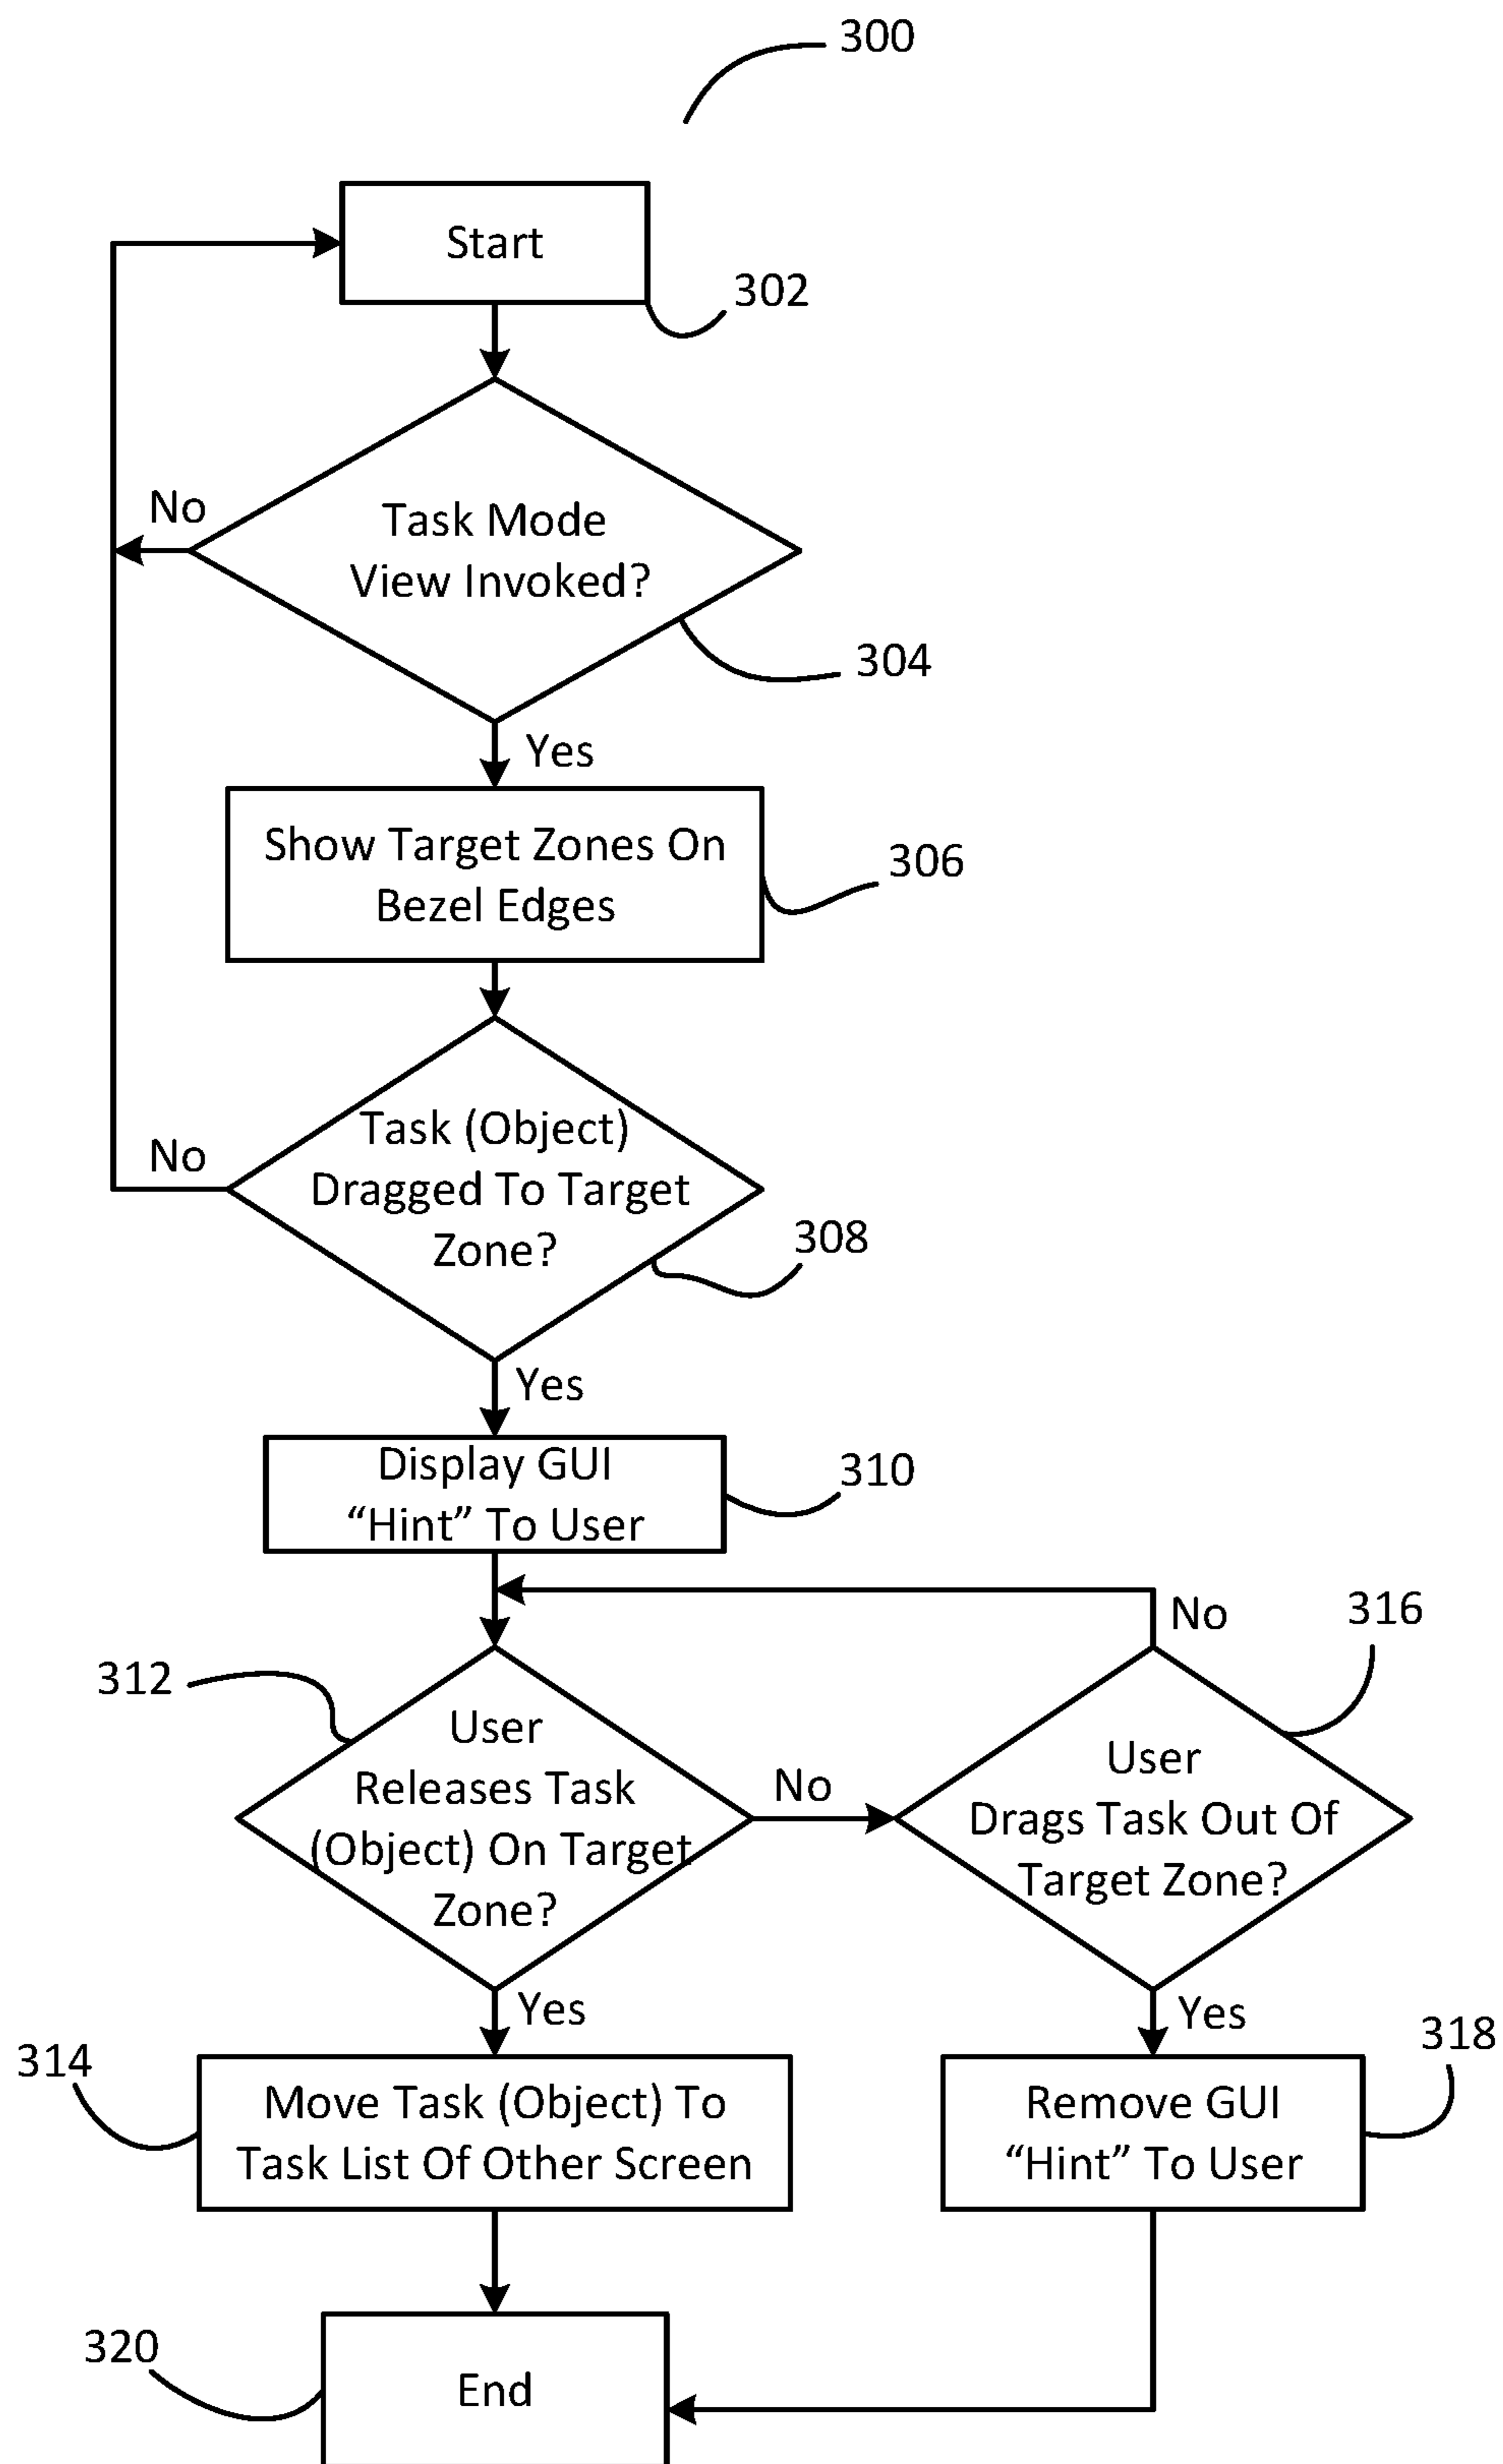 300
Start
302
Task Mode
View Invoked?
No
304
Yes
Show Target Zones On
Bezel Edges
306
Task (Object)
Dragged To Target
Zone?
No
308
Yes
Display GUI
“Hint” To User
310
312
User
Releases Task
(Object) On Target
Zone?
No
316
No
User
Drags Task Out Of
Target Zone?
Yes
Yes
314
Move Task (Object) To
Task List Of Other Screen
318
Remove GUI
“Hint” To User
320
End